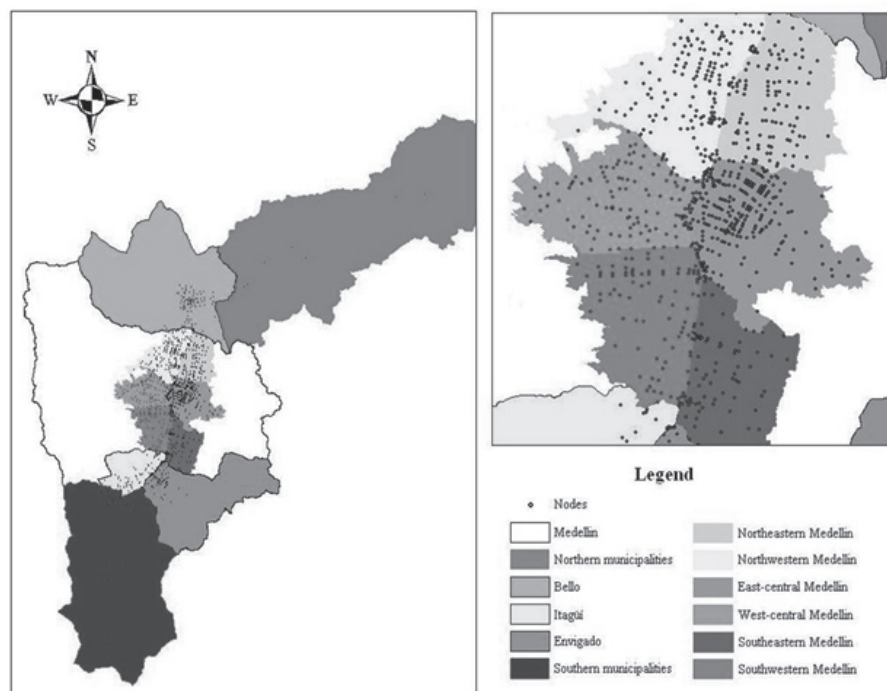 N
W E
S
Legend
Nodes
Medellin
Northern municipalities
Bello
Itagüí
Envigado
Southern municipalities
Northeastern Medellin
Northwestern Medellin
East-central Medellin
West-central Medellin
Southeastern Medellin
Southwestern Medellin